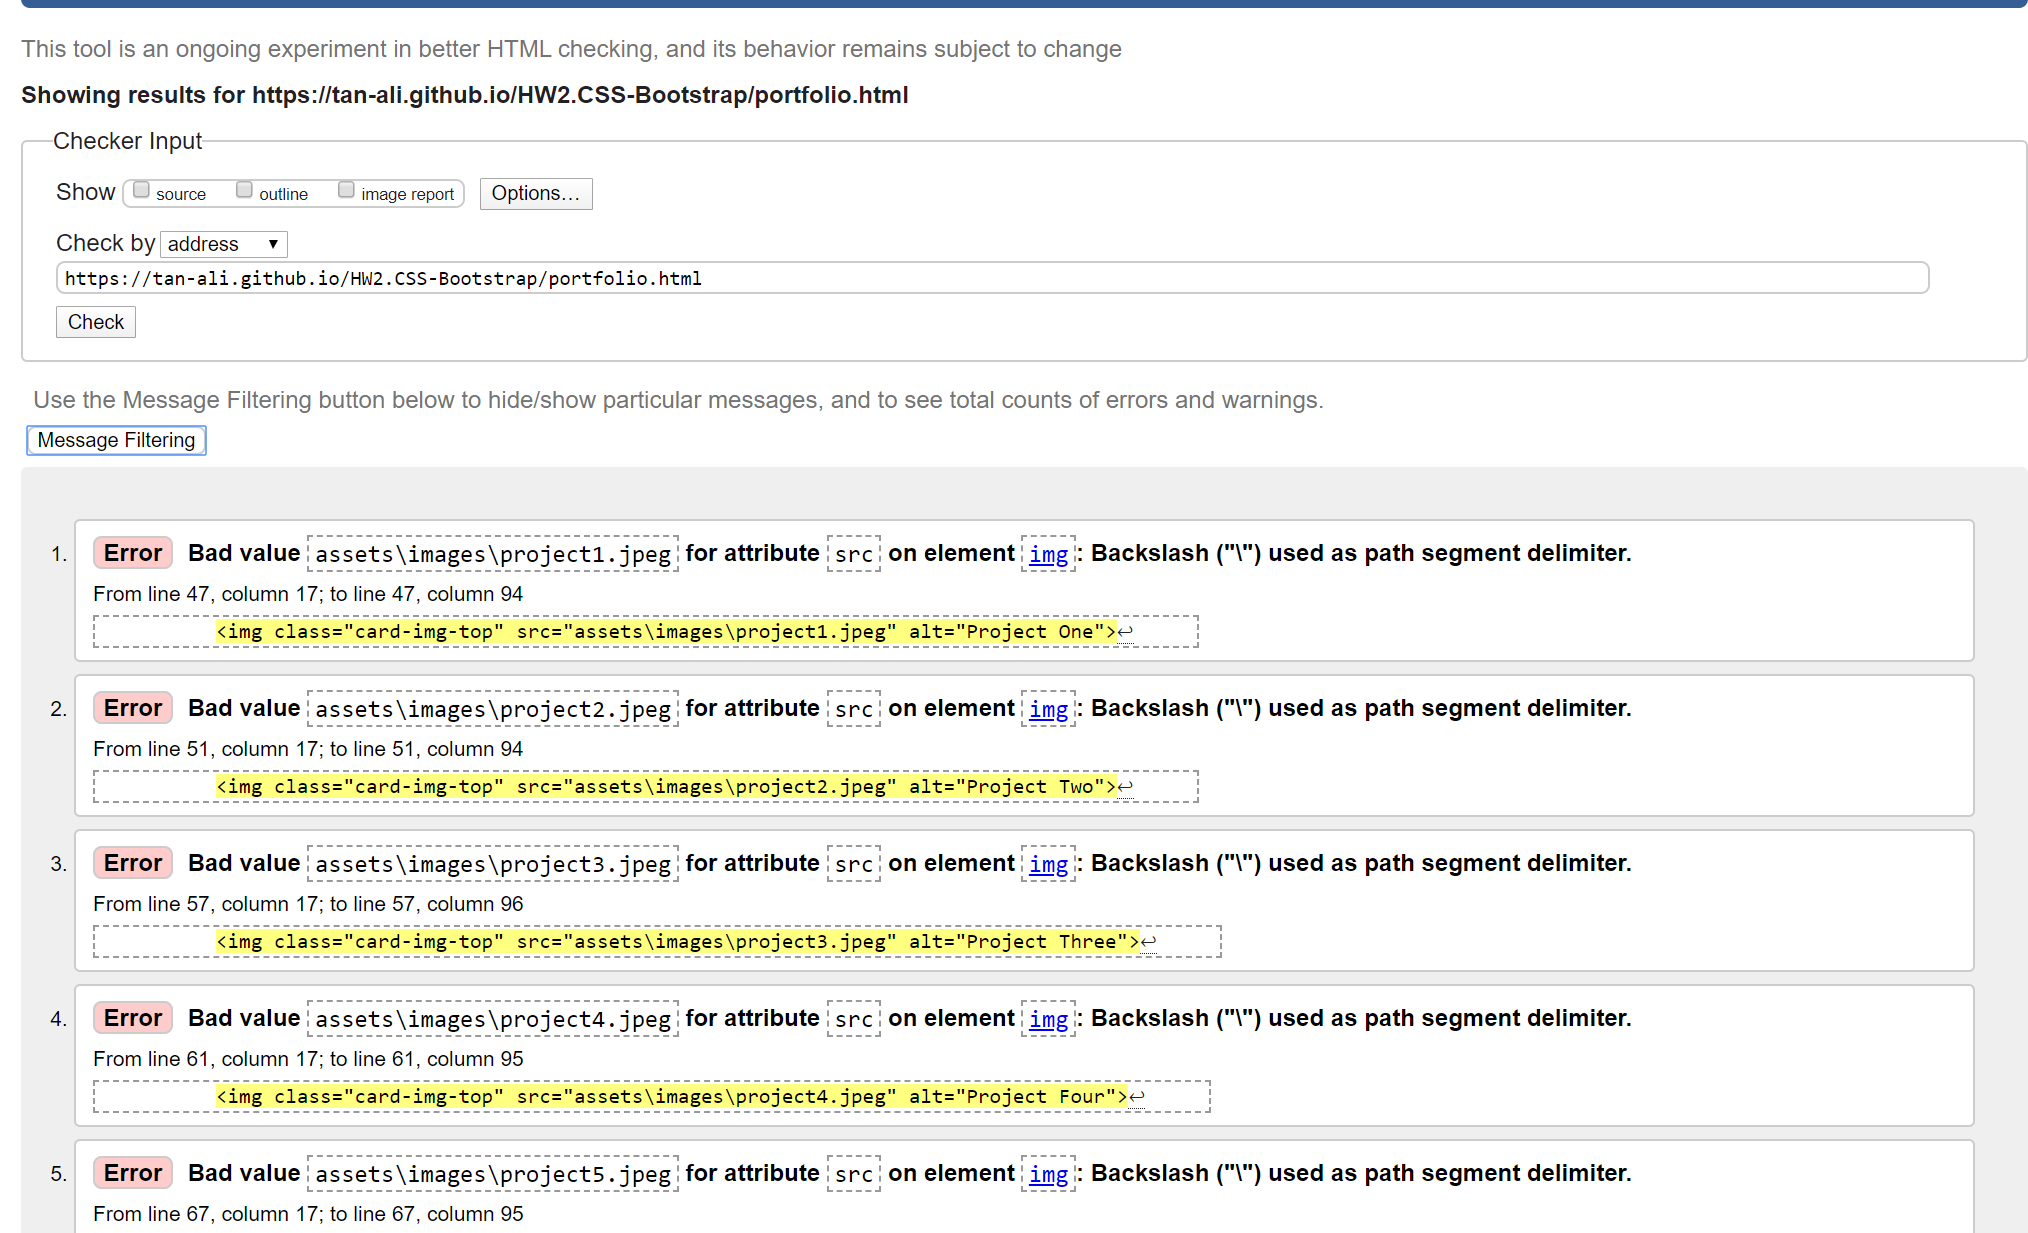 This tool is an ongoing experiment in better HTML checking, and its behavior remains subject to change
Showing results for https://tan-ali.github.io/HW2.CSS-Bootstrap/portfolio.html
Checker Input
Show source outline image report Options...
Check by address ▼
https://tan-ali.github.io/HW2.CSS-Bootstrap/portfolio.html
Check
Use the Message Filtering button below to hide/show particular messages, and to see total counts of errors and warnings.
Message Filtering
1. Error Bad value assets\images\project1.jpeg for attribute src on element img: Backslash ("\") used as path segment delimiter.
From line 47, column 17; to line 47, column 94
<img class="card-img-top" src="assets\images\project1.jpeg" alt="Project One">↩
2. Error Bad value assets\images\project2.jpeg for attribute src on element img: Backslash ("\") used as path segment delimiter.
From line 51, column 17; to line 51, column 94
<img class="card-img-top" src="assets\images\project2.jpeg" alt="Project Two">↩
3. Error Bad value assets\images\project3.jpeg for attribute src on element img: Backslash ("\") used as path segment delimiter.
From line 57, column 17; to line 57, column 96
<img class="card-img-top" src="assets\images\project3.jpeg" alt="Project Three">↩
4. Error Bad value assets\images\project4.jpeg for attribute src on element img: Backslash ("\") used as path segment delimiter.
From line 61, column 17; to line 61, column 95
<img class="card-img-top" src="assets\images\project4.jpeg" alt="Project Four">↩
5. Error Bad value assets\images\project5.jpeg for attribute src on element img: Backslash ("\") used as path segment delimiter.
From line 67, column 17; to line 67, column 95